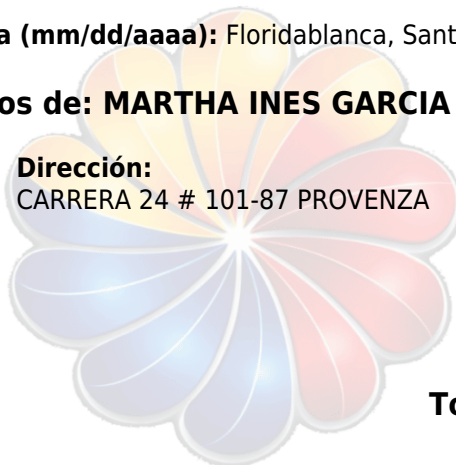 a (mm/dd/aaaa): Floridablanca, Sant
os de: MARTHA INES GARCIA
Dirección:
CARRERA 24 # 101-87 PROVENZA
To